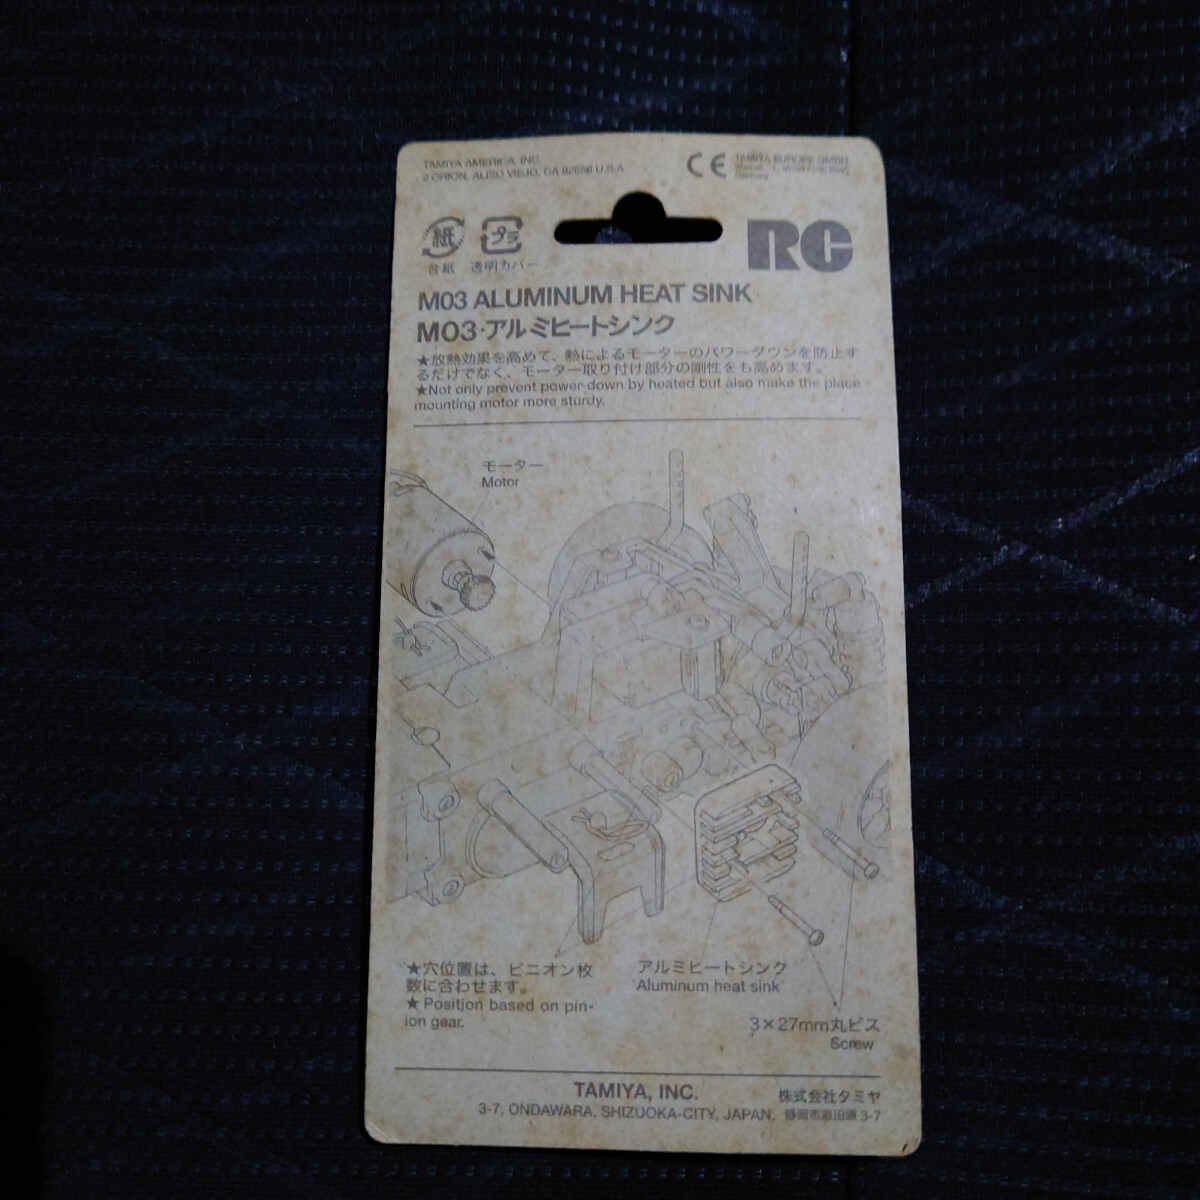 TAMIYA AMERICA, INC.
2 ORION, ALISO VIEJO, CA 92656 U.S.A
CE
TAMIYA EUROPE GMBH
Germany
紙
プラ
台紙 透明カバー
RC
M03 ALUMINUM HEAT SINK
M03・アルミヒートシンク
★放熱効果を高めて、熱によるモーターのパワーダウンを防止す
るだけでなく、モーター取り付け部分の剛性をも高めます。
★Not only prevent power-down by heated but also make the place
mounting motor more sturdy.
モーター
Motor
★穴位置は、ピニオン枚
数に合わせます。
★Position based on pin-
ion gear.
アルミヒートシンク
Aluminum heat sink
3×27mm丸ビス
Screw
TAMIYA, INC.
株式会社タミヤ
3-7, ONDAWARA, SHIZUOKA-CITY, JAPAN. 静岡市恩田原3-7